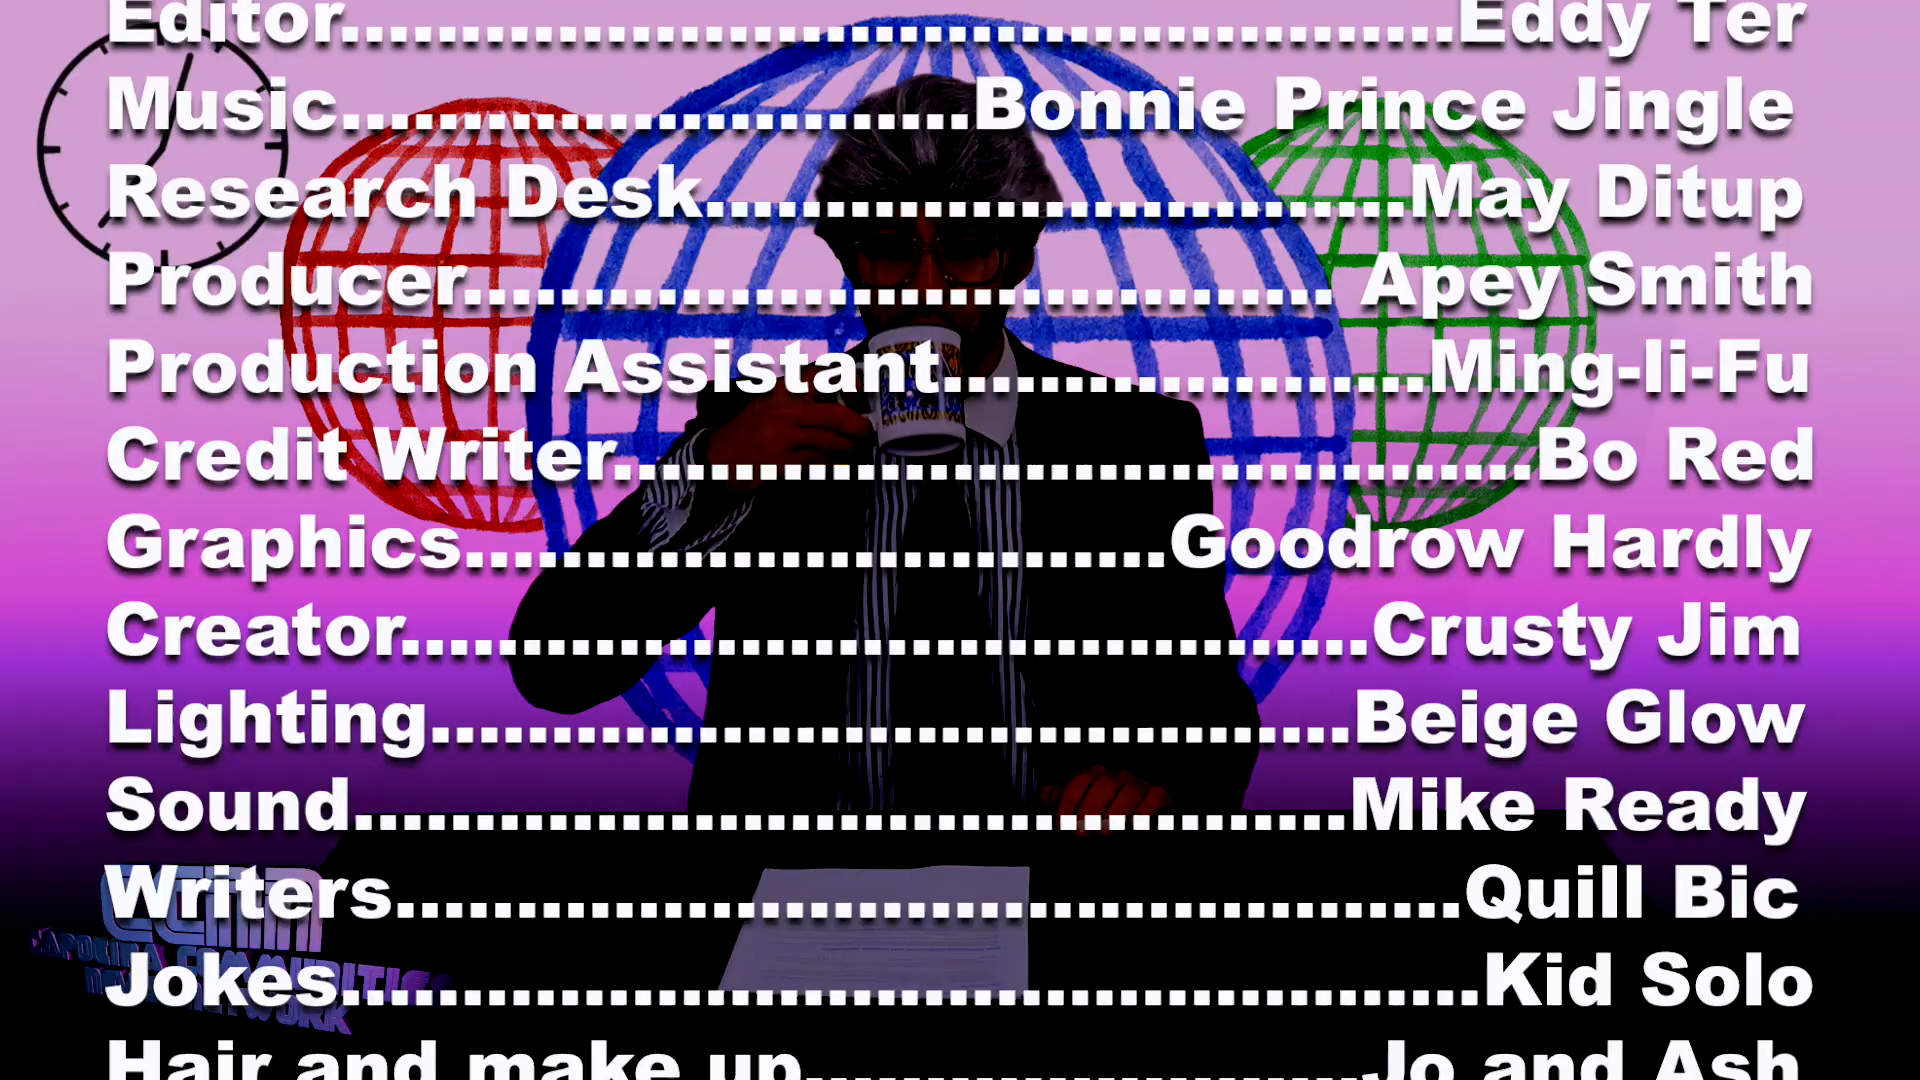 Editor..............................................Eddy Ter
Music..........................Bonnie Prince Jingle
Research Desk.............................May Ditup
Producer.................................... Apey Smith
Production Assistant....................Ming-li-Fu
Credit Writer......................................Bo Red
Graphics.............................Goodrow Hardly
Creator........................................Crusty Jim
Lighting......................................Beige Glow
Sound.........................................Mike Ready
Writers............................................Quill Bic
Jokes...............................................Kid Solo
Hair and make up.......................Jo and Ash